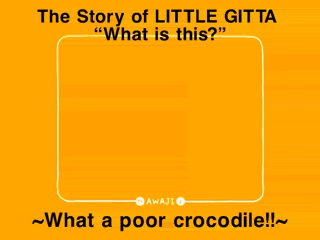 The Story of LITTLE GITTA
“What is this?”
AWAJI
~What a poor crocodile!!~